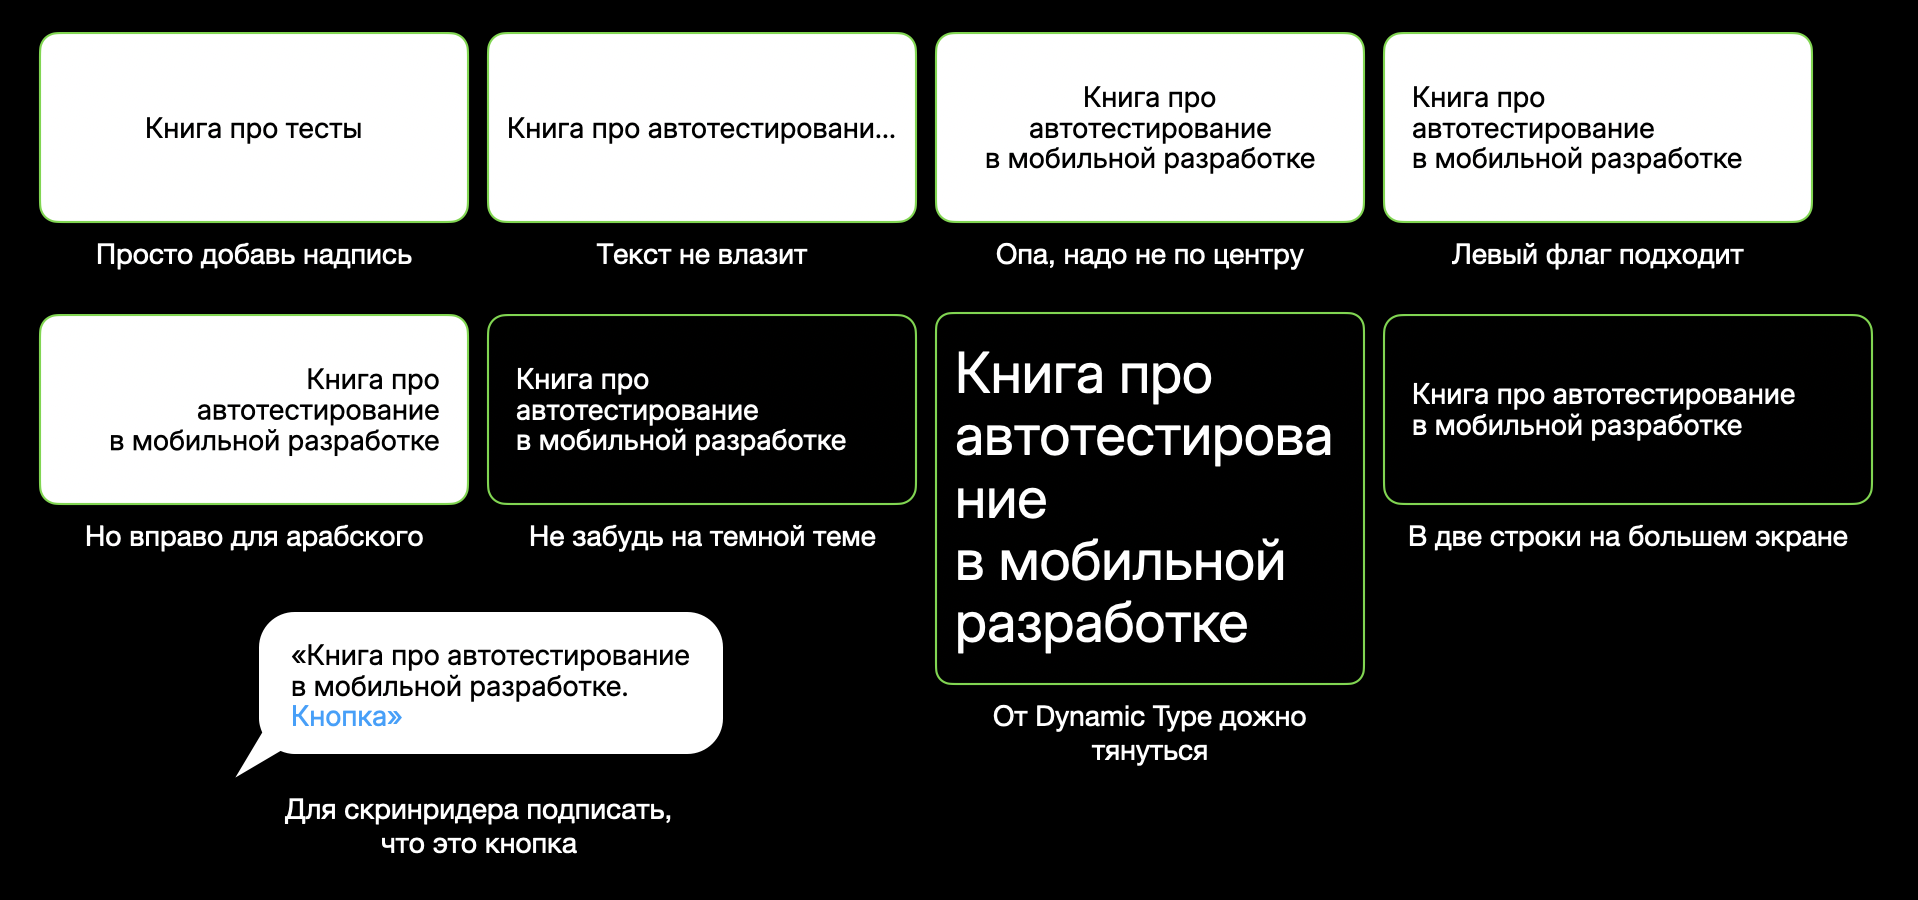 Книга про тесты
Просто добавь надпись
Книга про автотестировани...
Текст не влазит
Книга про
автотестирование
в мобильной разработке
Опа, надо не по центру
Книга про
автотестирование
в мобильной разработке
Левый флаг подходит
Книга про
автотестирование
в мобильной разработке
Но вправо для арабского
Книга про
автотестирование
в мобильной разработке
Не забудь на темной теме
Книга про
автотестирова
ние
в мобильной
разработке
От Dynamic Type дожно
тянуться
Книга про автотестирование
в мобильной разработке
В две строки на большем экране
«Книга про автотестирование
в мобильной разработке.
Кнопка»
Для скринридера подписать,
что это кнопка